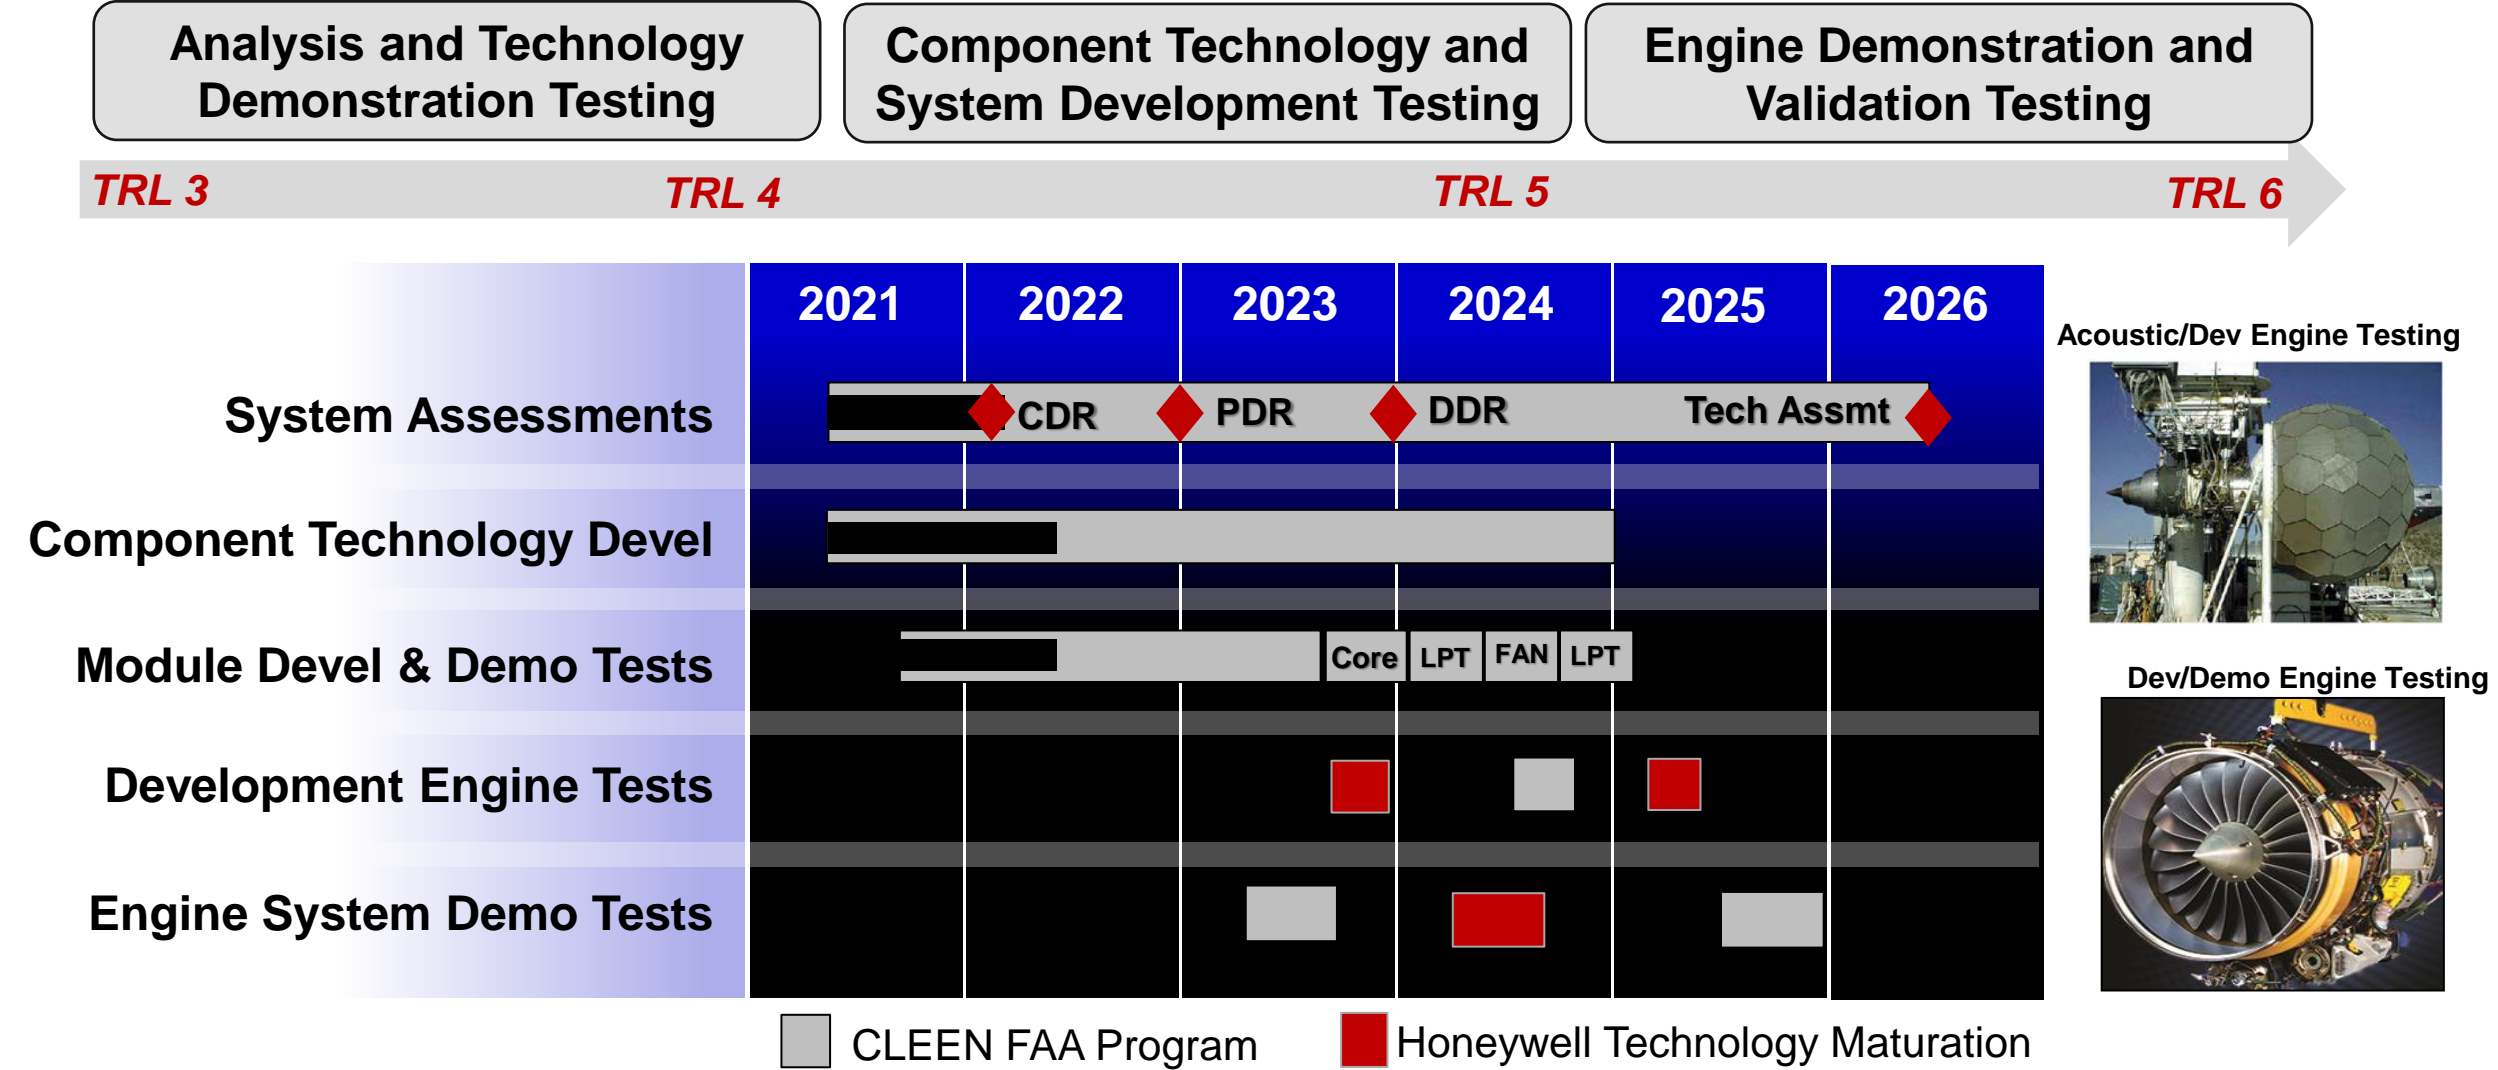 Analysis and Technology
Demonstration Testing
Component Technology and
System Development Testing
Engine Demonstration and
Validation Testing
TRL 3
TRL 4
TRL 5
TRL 6
2021
2022
2023
2024
2025
2026
System Assessments
CDR
PDR
DDR
Tech Assmt
Component Technology Devel
Module Devel & Demo Tests
Core
LPT
FAN
LPT
Development Engine Tests
Engine System Demo Tests
Acoustic/Dev Engine Testing
Dev/Demo Engine Testing
CLEEN FAA Program
Honeywell Technology Maturation